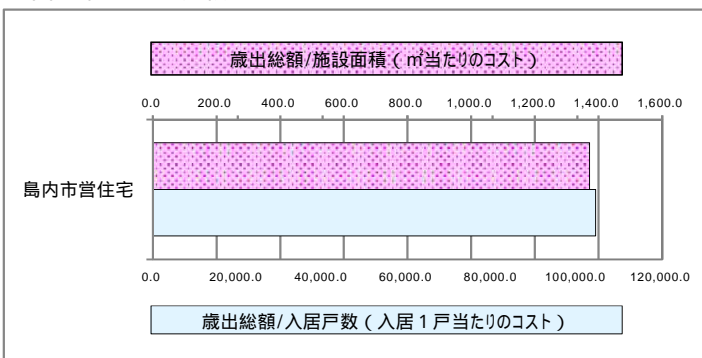 歳出総額/施設面積（㎡当たりのコスト）
0.0 200.0 400.0 600.0 800.0 1,000.0 1,200.0 1,400.0 1,600.0
島内市営住宅
0.0 20,000.0 40,000.0 60,000.0 80,000.0 100,000.0 120,000.0
歳出総額/入居戸数（入居１戸当たりのコスト）